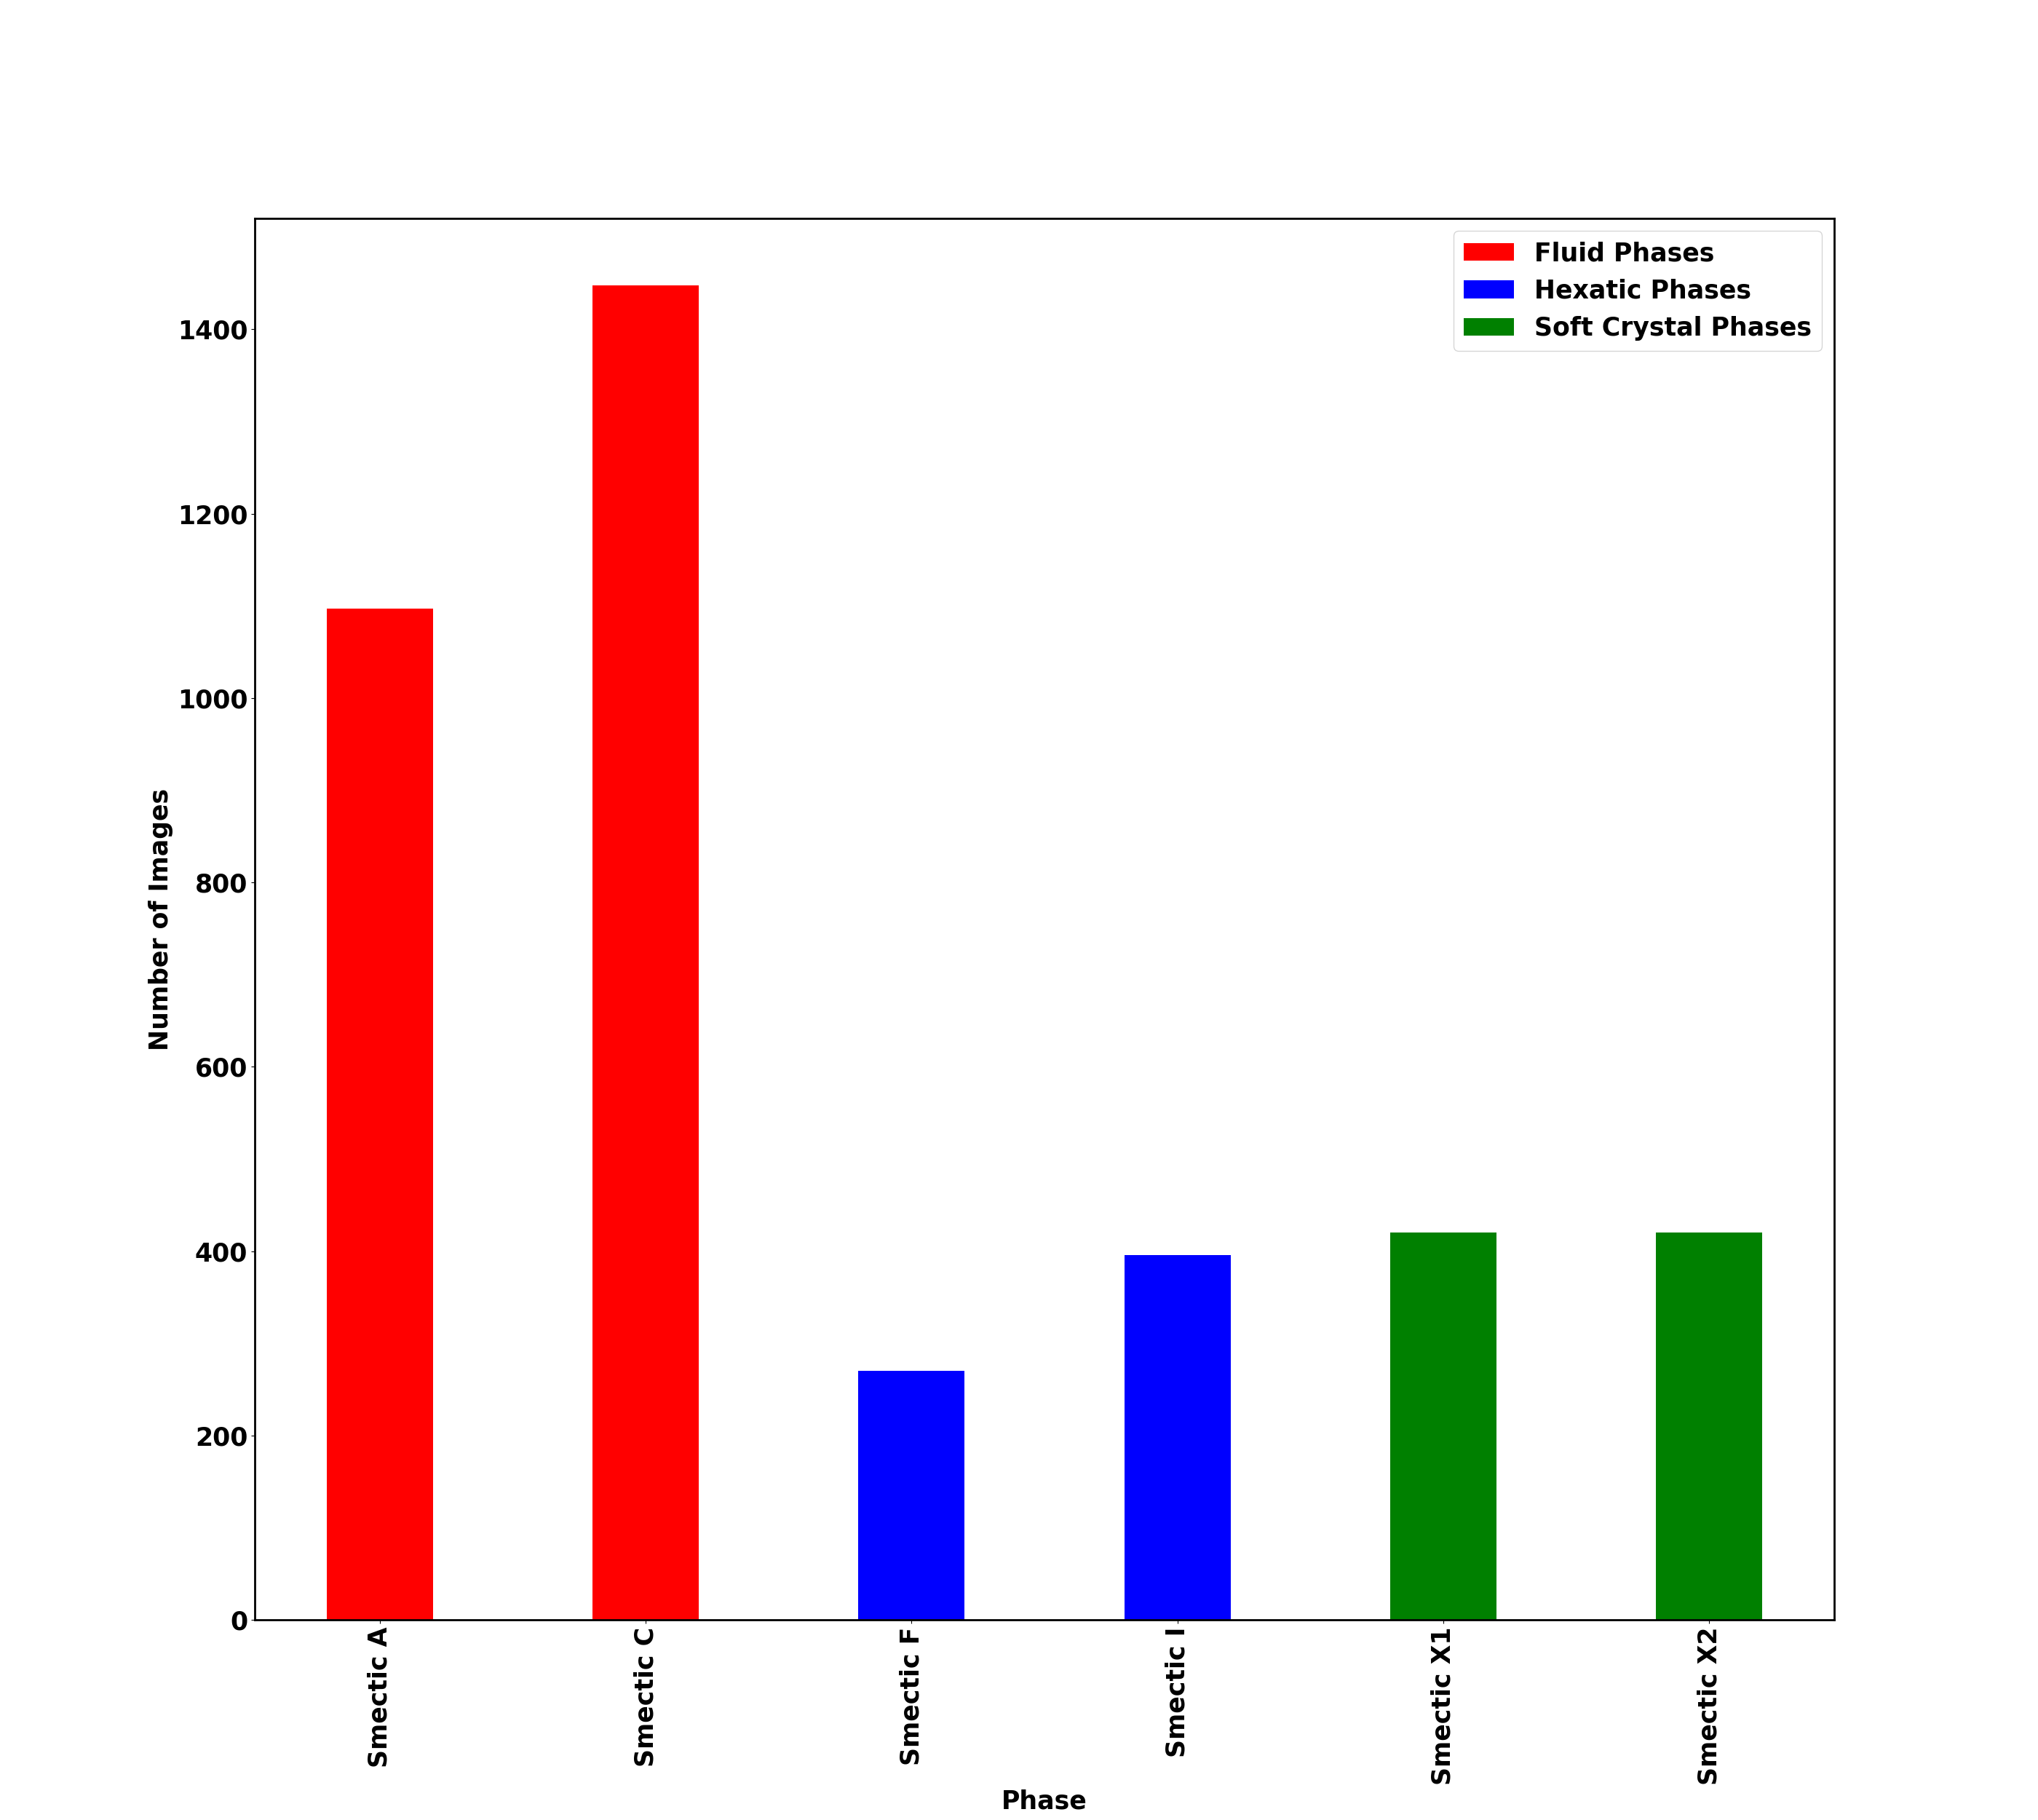 Fluid Phases
Hexatic Phases
Soft Crystal Phases
1400
1200
1000
800
600
400
200
0
Number of Images
Smectic A
Smectic C
Smectic F
Smectic I
Smectic X1
Smectic X2
Phase